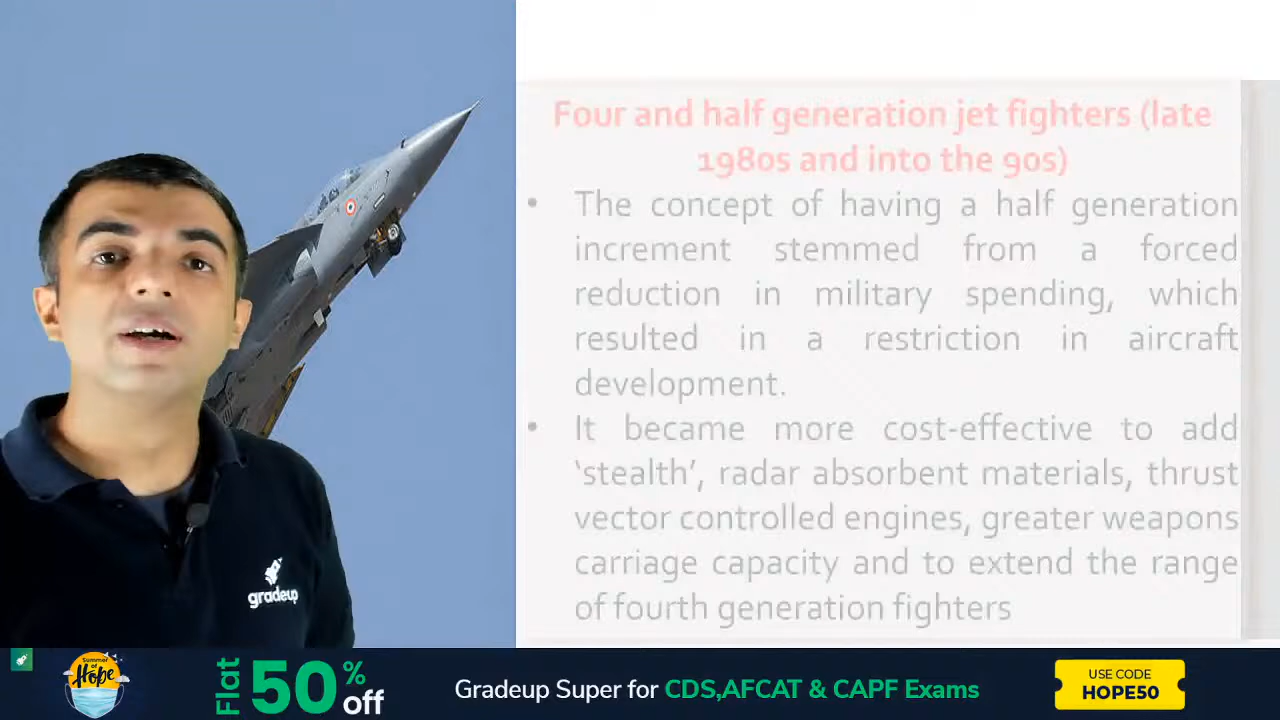 Four and half generation jet fighters (late
1980s and into the 90s)
• The concept of having a half generation
increment stemmed from a forced
reduction in military spending, which
resulted in a restriction in aircraft
development.
• It became more cost-effective to add
‘stealth’, radar absorbent materials, thrust
vector controlled engines, greater weapons
carriage capacity and to extend the range
of fourth generation fighters
gradeup
Summer
of
Hope
Flat
50%
off
Gradeup Super for CDS,AFCAT & CAPF Exams
USE CODE
HOPE50